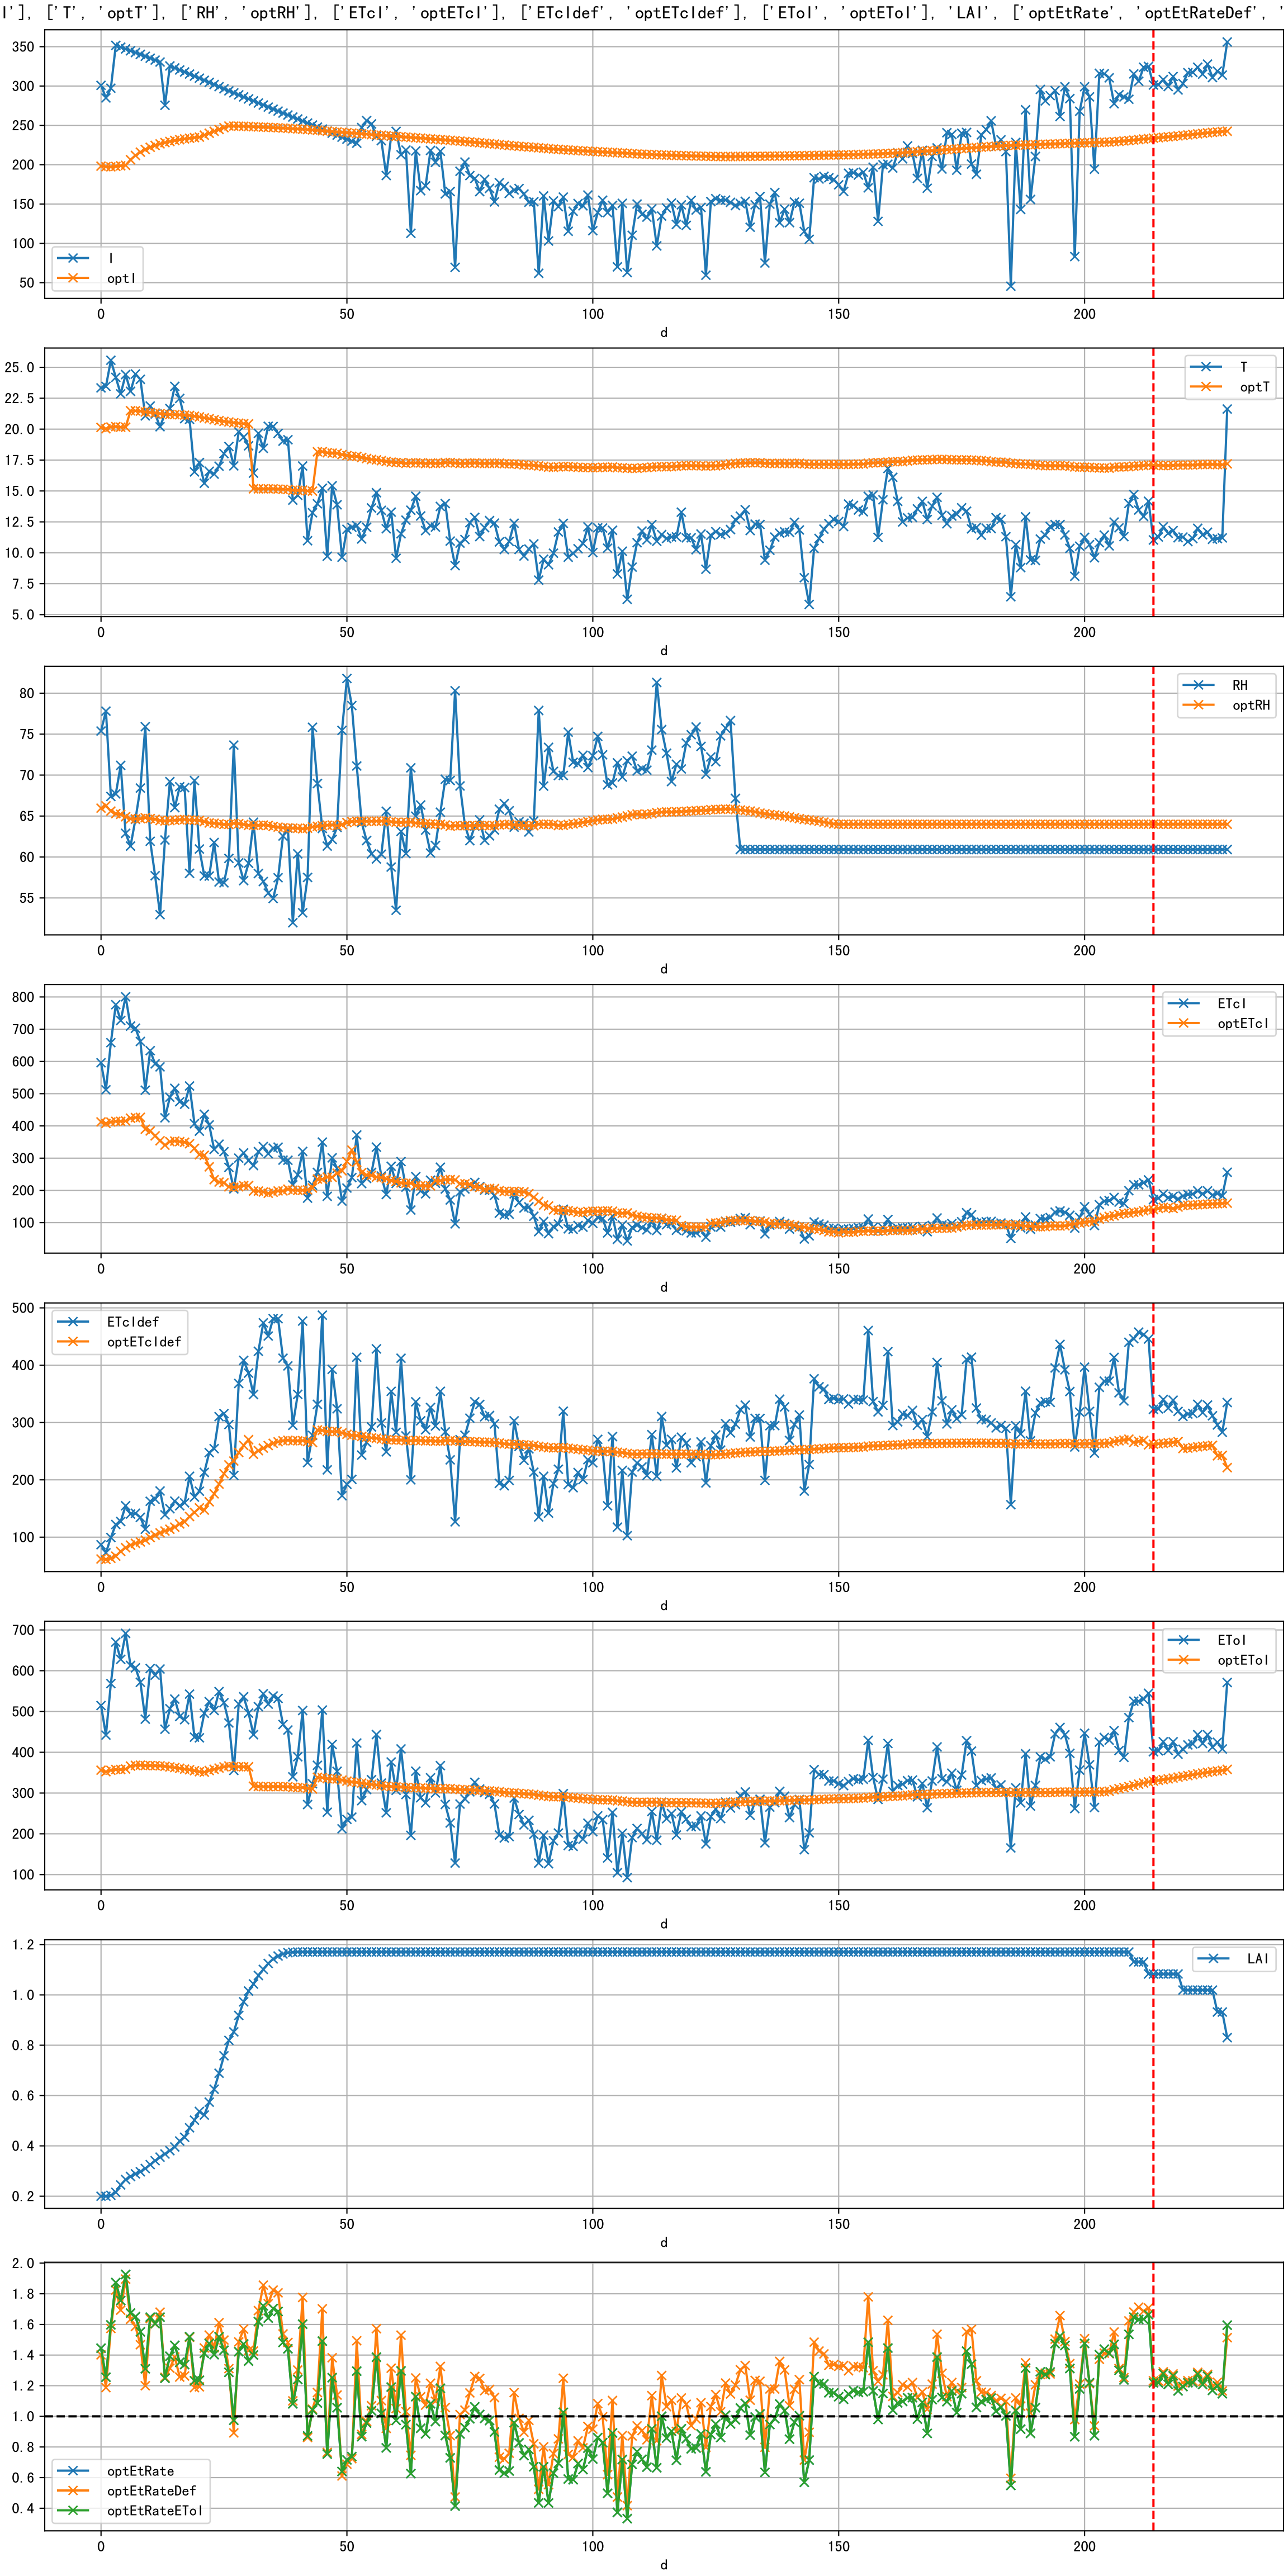 I'], ['T', 'optT'], ['RH', 'optRH'], ['ETcI', 'optETcI'], ['ETcIdef', 'optETcIdef'], ['EToI', 'optEToI'], 'LAI', ['optEtRate', 'optEtRateDef', '
350
300
250
200
150
100
50
I
optI
0 50 100 150 200
d
25.0
22.5
20.0
17.5
15.0
12.5
10.0
7.5
5.0
T
optT
0 50 100 150 200
d
80
75
70
65
60
55
RH
optRH
0 50 100 150 200
d
800
700
600
500
400
300
200
100
ETcI
optETcI
0 50 100 150 200
d
500
400
300
200
100
ETcIdef
optETcIdef
0 50 100 150 200
d
700
600
500
400
300
200
100
EToI
optEToI
0 50 100 150 200
d
1.2
1.0
0.8
0.6
0.4
0.2
LAI
0 50 100 150 200
d
2.0
1.8
1.6
1.4
1.2
1.0
0.8
0.6
0.4
optEtRate
optEtRateDef
optEtRateEToI
0 50 100 150 200
d